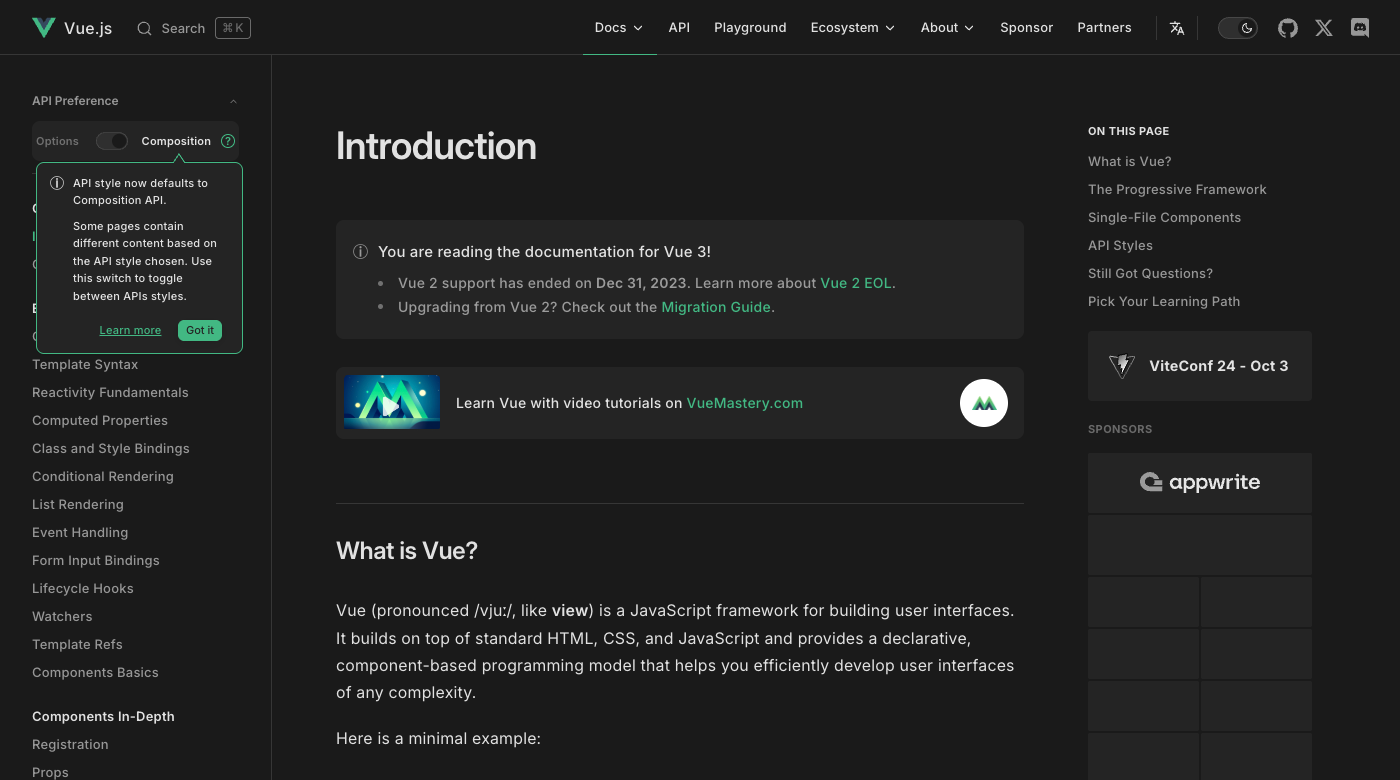 Vue.js
Search
⌘ K
Docs
API
Playground
Ecosystem
About
Sponsor
Partners
API Preference
Options
Composition
?
API style now defaults to
Composition API.
Some pages contain
different content based on
the API style chosen. Use
this switch to toggle
between APIs styles.
Learn more
Got it
Template Syntax
Reactivity Fundamentals
Computed Properties
Class and Style Bindings
Conditional Rendering
List Rendering
Event Handling
Form Input Bindings
Lifecycle Hooks
Watchers
Template Refs
Components Basics
Components In-Depth
Registration
Props
Introduction
You are reading the documentation for Vue 3!
• Vue 2 support has ended on Dec 31, 2023. Learn more about Vue 2 EOL.
• Upgrading from Vue 2? Check out the Migration Guide.
Learn Vue with video tutorials on VueMastery.com
What is Vue?
Vue (pronounced /vjuː/, like view) is a JavaScript framework for building user interfaces.
It builds on top of standard HTML, CSS, and JavaScript and provides a declarative,
component-based programming model that helps you efficiently develop user interfaces
of any complexity.
Here is a minimal example:
ON THIS PAGE
What is Vue?
The Progressive Framework
Single-File Components
API Styles
Still Got Questions?
Pick Your Learning Path
ViteConf 24 - Oct 3
SPONSORS
appwrite